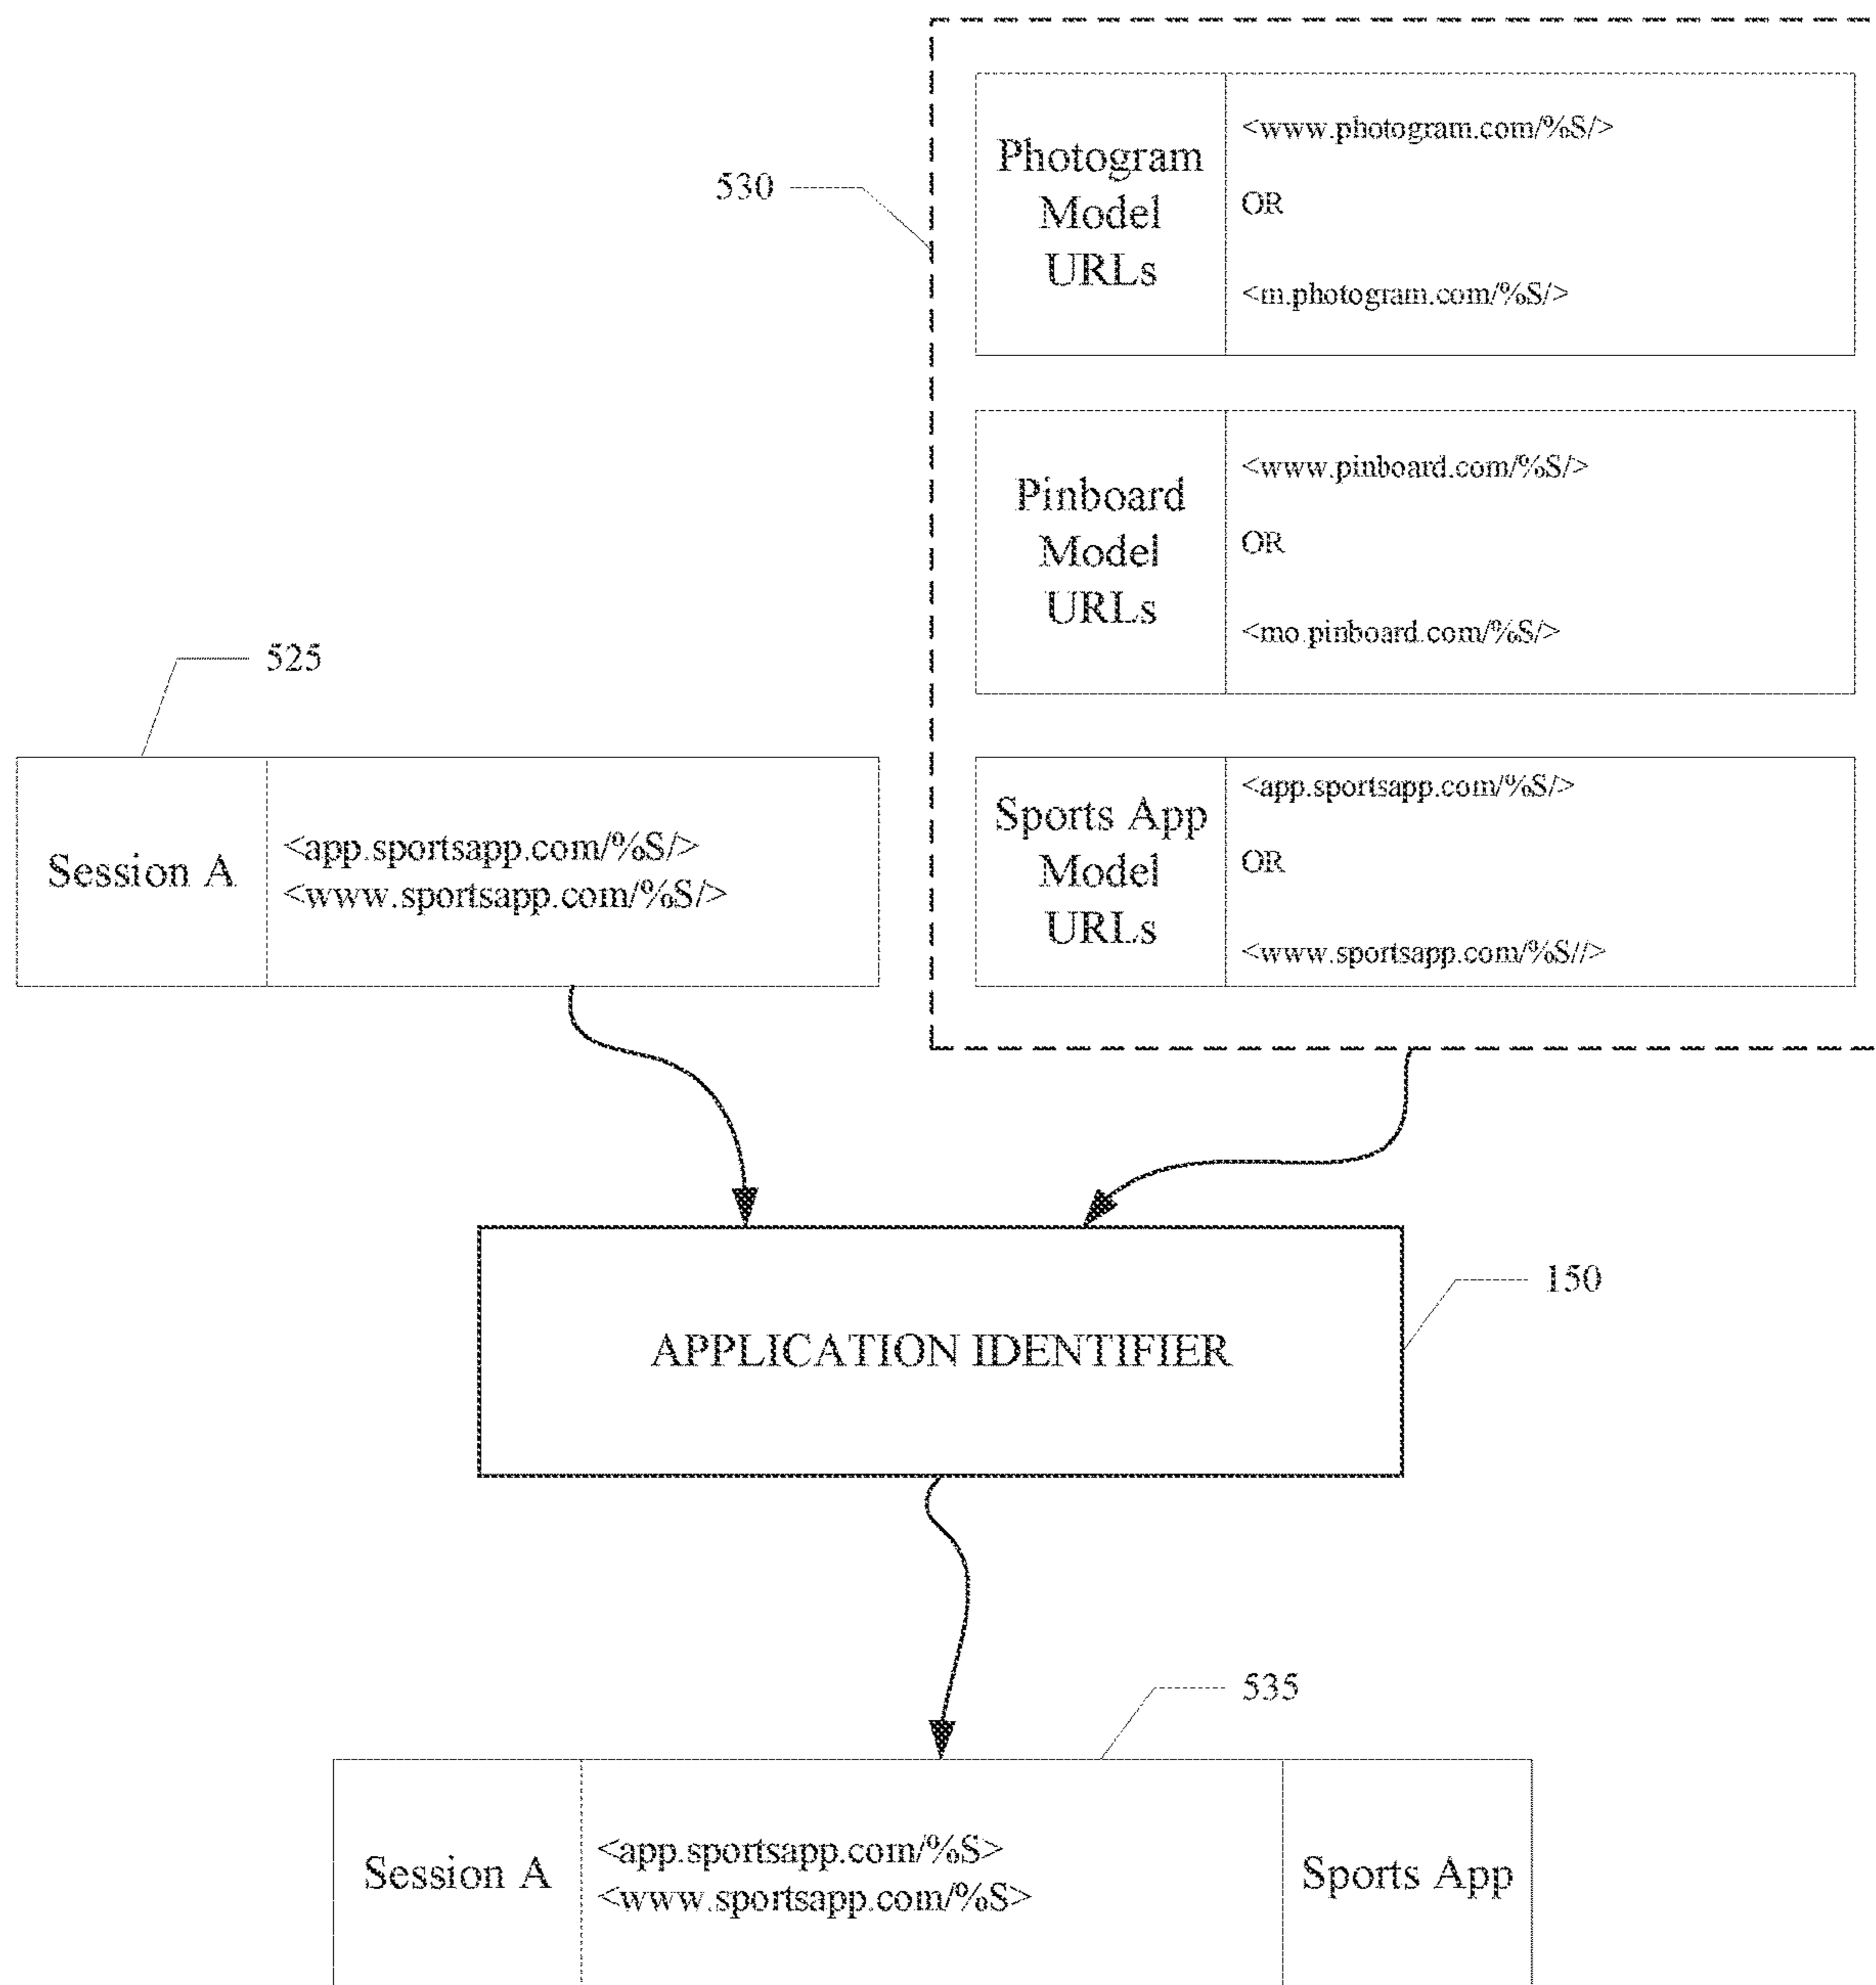 530
Photogram
Model
URLs
<www.photogram.com/%S/>
OR
<m.photogram.com/%S/>
Pinboard
Model
URLs
<www.pinboard.com/%S/>
OR
<mo.pinboard.com/%S/>
525
Session A
<app.sportsapp.com/%S/>
<www.sportsapp.com/%S/>
Sports App
Model
URLs
<app.sportsapp.com/%S/>
OR
<www.sportsapp.com/%S//>
150
APPLICATION IDENTIFIER
535
Session A
<app.sportsapp.com/%S>
<www.sportsapp.com/%S>
Sports App